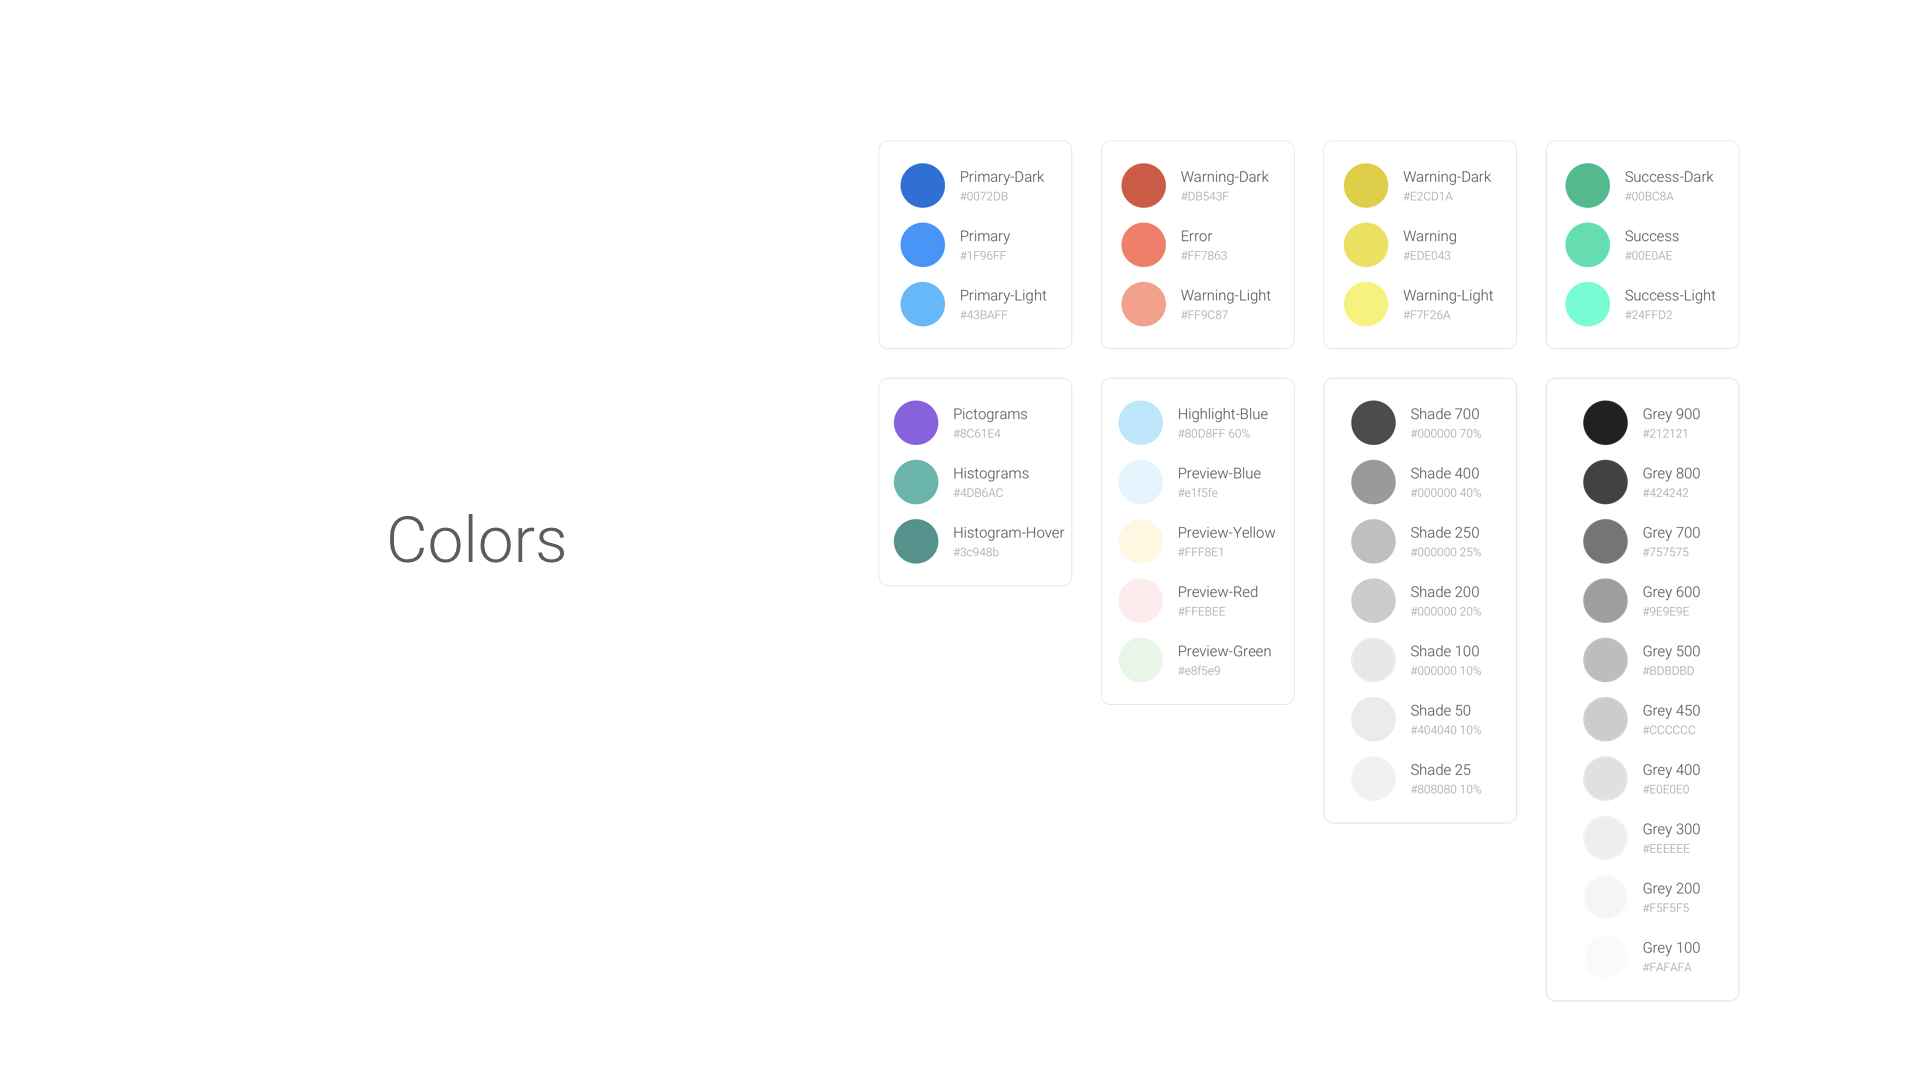 Colors
Primary-Dark
#0072DB
Primary
#1F96FF
Primary-Light
#43BAFF
Warning-Dark
#DB543F
Error
#FF7863
Warning-Light
#FF9C87
Warning-Dark
#E2CD1A
Warning
#EDE043
Warning-Light
#F7F26A
Success-Dark
#00BC8A
Success
#00E0AE
Success-Light
#24FFD2
Pictograms
#8C61E4
Histograms
#4DB6AC
Histogram-Hover
#3c948b
Highlight-Blue
#80D8FF 60%
Preview-Blue
#e1f5fe
Preview-Yellow
#FFF8E1
Preview-Red
#FFEBEE
Preview-Green
#e8f5e9
Shade 700
#000000 70%
Shade 400
#000000 40%
Shade 250
#000000 25%
Shade 200
#000000 20%
Shade 100
#000000 10%
Shade 50
#404040 10%
Shade 25
#808080 10%
Grey 900
#212121
Grey 800
#424242
Grey 700
#757575
Grey 600
#9E9E9E
Grey 500
#BDBDBD
Grey 450
#CCCCCC
Grey 400
#E0E0E0
Grey 300
#EEEEEE
Grey 200
#F5F5F5
Grey 100
#FAFAFA